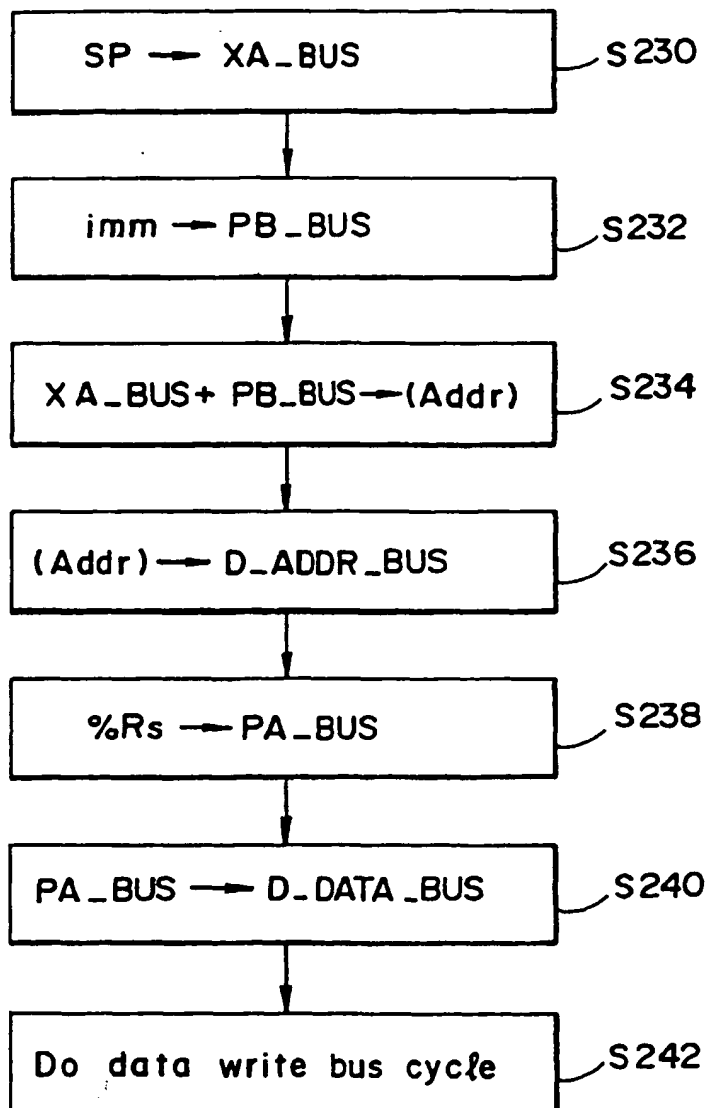 SP → XA_BUS S230
imm → PB_BUS S232
XA_BUS+ PB_BUS→(Addr) S234
(Addr) → D_ADDR_BUS S236
%Rs → PA_BUS S238
PA_BUS → D_DATA_BUS S240
Do data write bus cycle S242